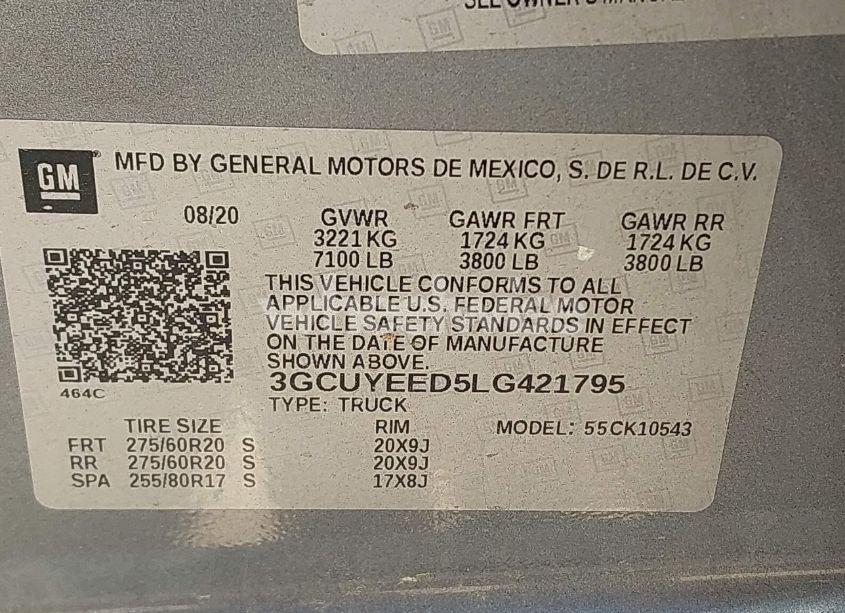 SEE OWNER'S MANUAL
GM
MFD BY GENERAL MOTORS DE MEXICO, S. DE R.L. DE C.V.
08/20 GVWR GAWR FRT GAWR RR
3221 KG 1724 KG 1724 KG
7100 LB 3800 LB 3800 LB
THIS VEHICLE CONFORMS TO ALL
APPLICABLE U.S. FEDERAL MOTOR
VEHICLE SAFETY STANDARDS IN EFFECT
ON THE DATE OF MANUFACTURE
SHOWN ABOVE.
3GCUYEED5LG421795
464C
TYPE: TRUCK
TIRE SIZE RIM MODEL: 55CK10543
FRT 275/60R20 S 20X9J
RR 275/60R20 S 20X9J
SPA 255/80R17 S 17X8J